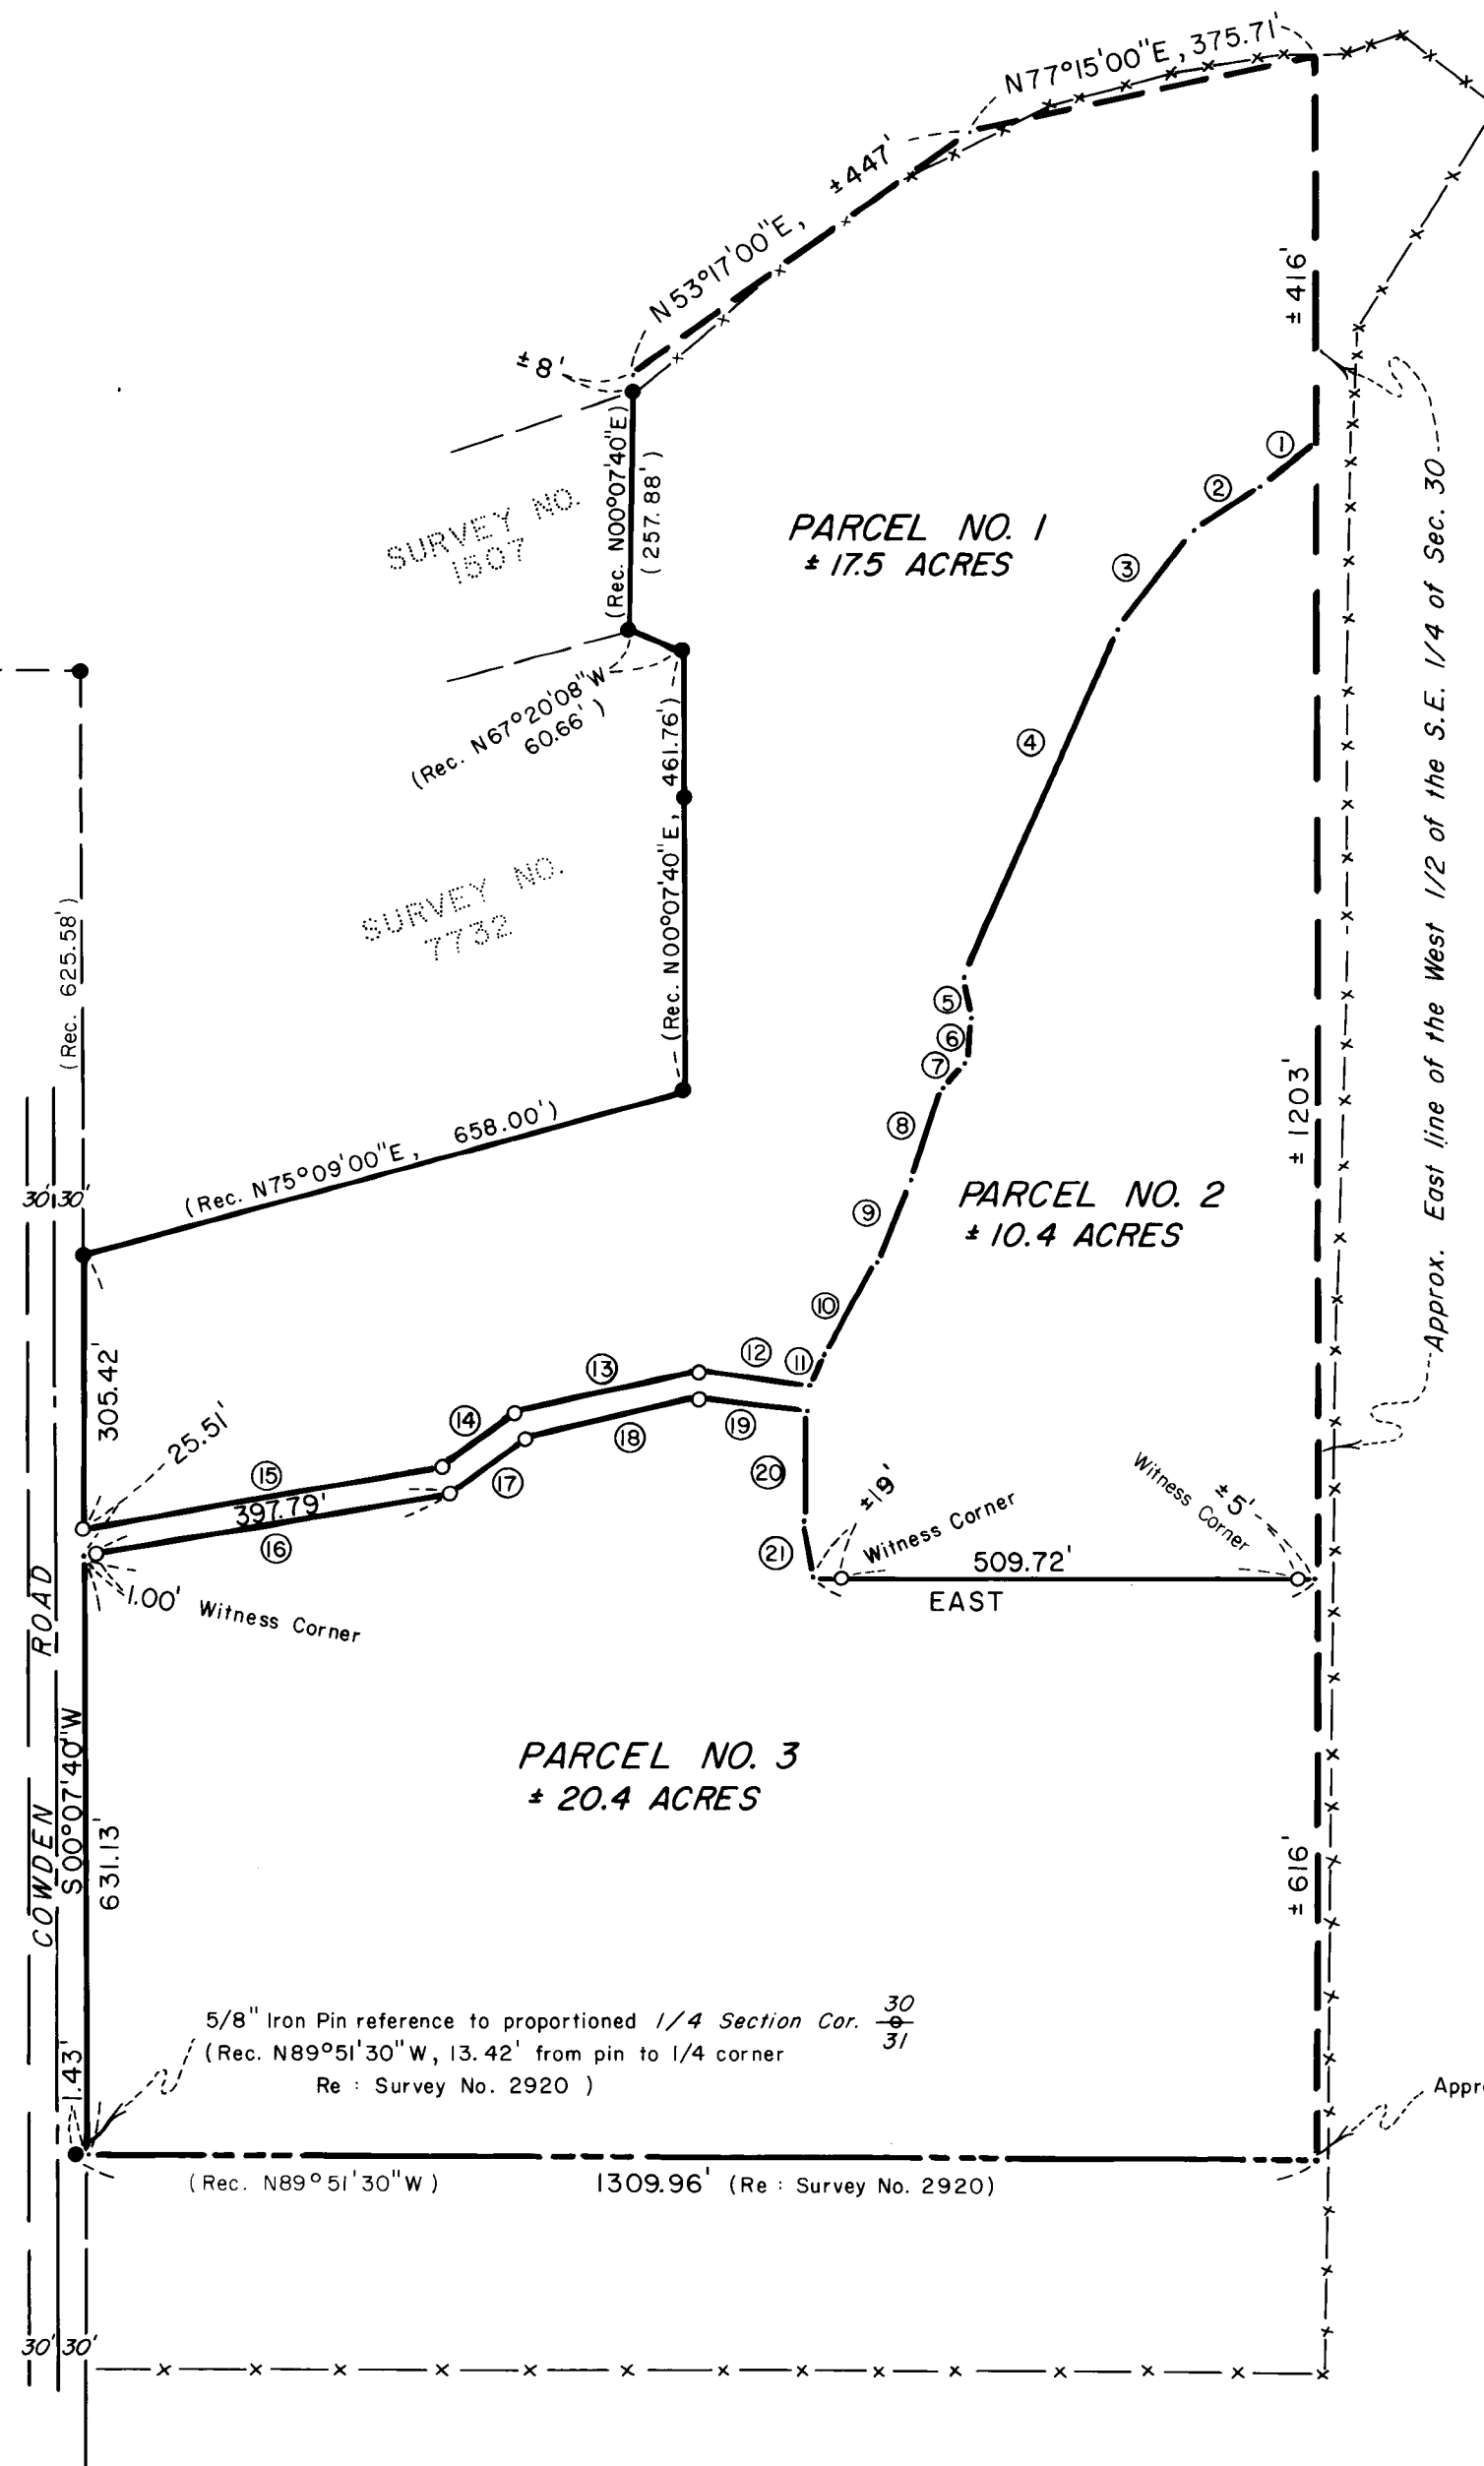 N77°15'00"E, 375.71'
N53°17'00"E, ±447'
±8'
±416'
(Rec. N00°07'40"E)
(257.88')
SURVEY NO.
1507
PARCEL NO. 1
± 17.5 ACRES
①
②
③
④
(Rec. N67°20'08"W
60.66')
(Rec. N00°07'40"E, 461.76')
SURVEY NO.
7732
(Rec. 625.58')
Approx. East line of the West 1/2 of the S.E. 1/4 of Sec. 30
⑤
⑥
⑦
⑧
⑨
⑩
⑪
±1203'
(Rec. N75°09'00"E, 658.00')
30' 30'
PARCEL NO. 2
± 10.4 ACRES
305.42'
25.51'
⑫
⑬
⑭
⑮
397.79'
⑯
⑰
⑱
⑲
⑳
㉑
±19'
Witness Corner
Witness Corner
±5'
509.72'
EAST
1.00' Witness Corner
COWDEN ROAD
S00°07'40"W
631.13'
PARCEL NO. 3
± 20.4 ACRES
±616'
5/8" Iron Pin reference to proportioned 1/4 Section Cor. 30
31
(Rec. N89°51'30"W, 13.42' from pin to 1/4 corner
Re : Survey No. 2920 )
1.43'
Appr
(Rec. N89°51'30"W) 1309.96' (Re : Survey No. 2920)
30' 30'